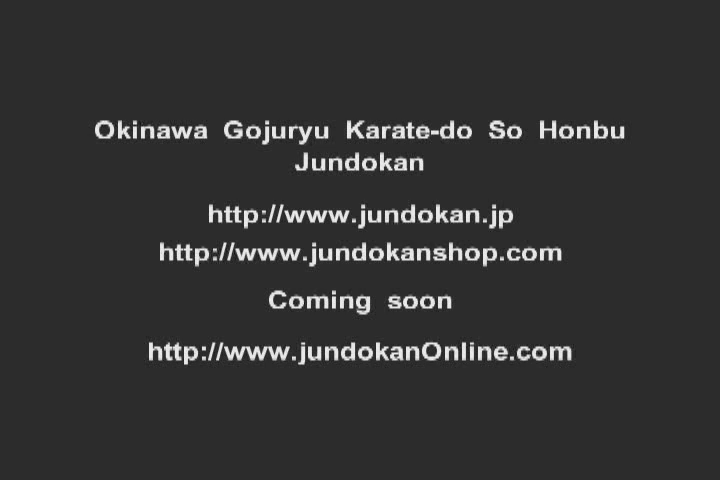 Okinawa Gojuryu Karate-do So Honbu
Jundokan
http://www.jundokan.jp
http://www.jundokanshop.com
Coming soon
http://www.jundokanOnline.com